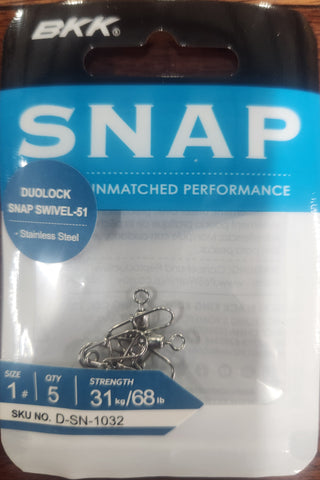 BKK®
SNAP
DUOLOCK
SNAP SWIVEL-51
- Stainless Steel
UNMATCHED PERFORMANCE
SIZE QTY STRENGTH
1# 5 31kg/68lb
SKU NO. D-SN-1032